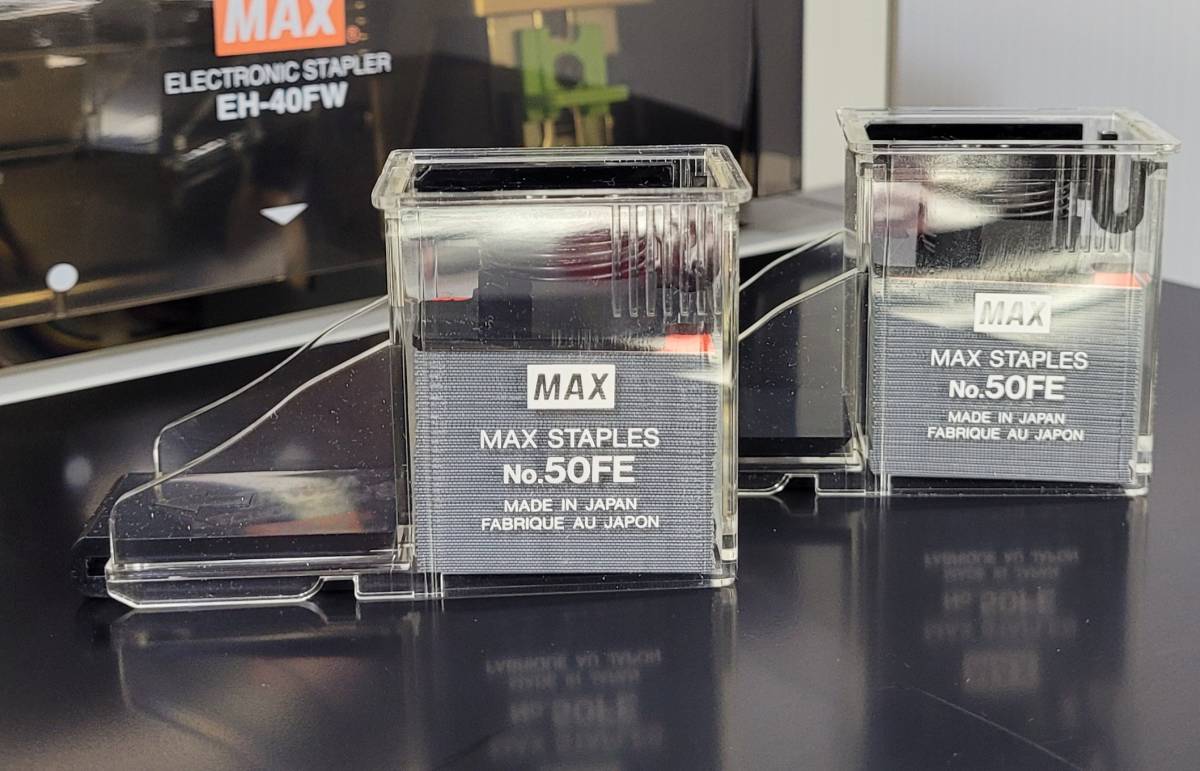 MAX
ELECTRONIC STAPLER
EH-40FW
MAX
MAX STAPLES
No.50FE
MADE IN JAPAN
FABRIQUE AU JAPON
MAX
MAX STAPLES
No.50FE
MADE IN JAPAN
FABRIQUE AU JAPON